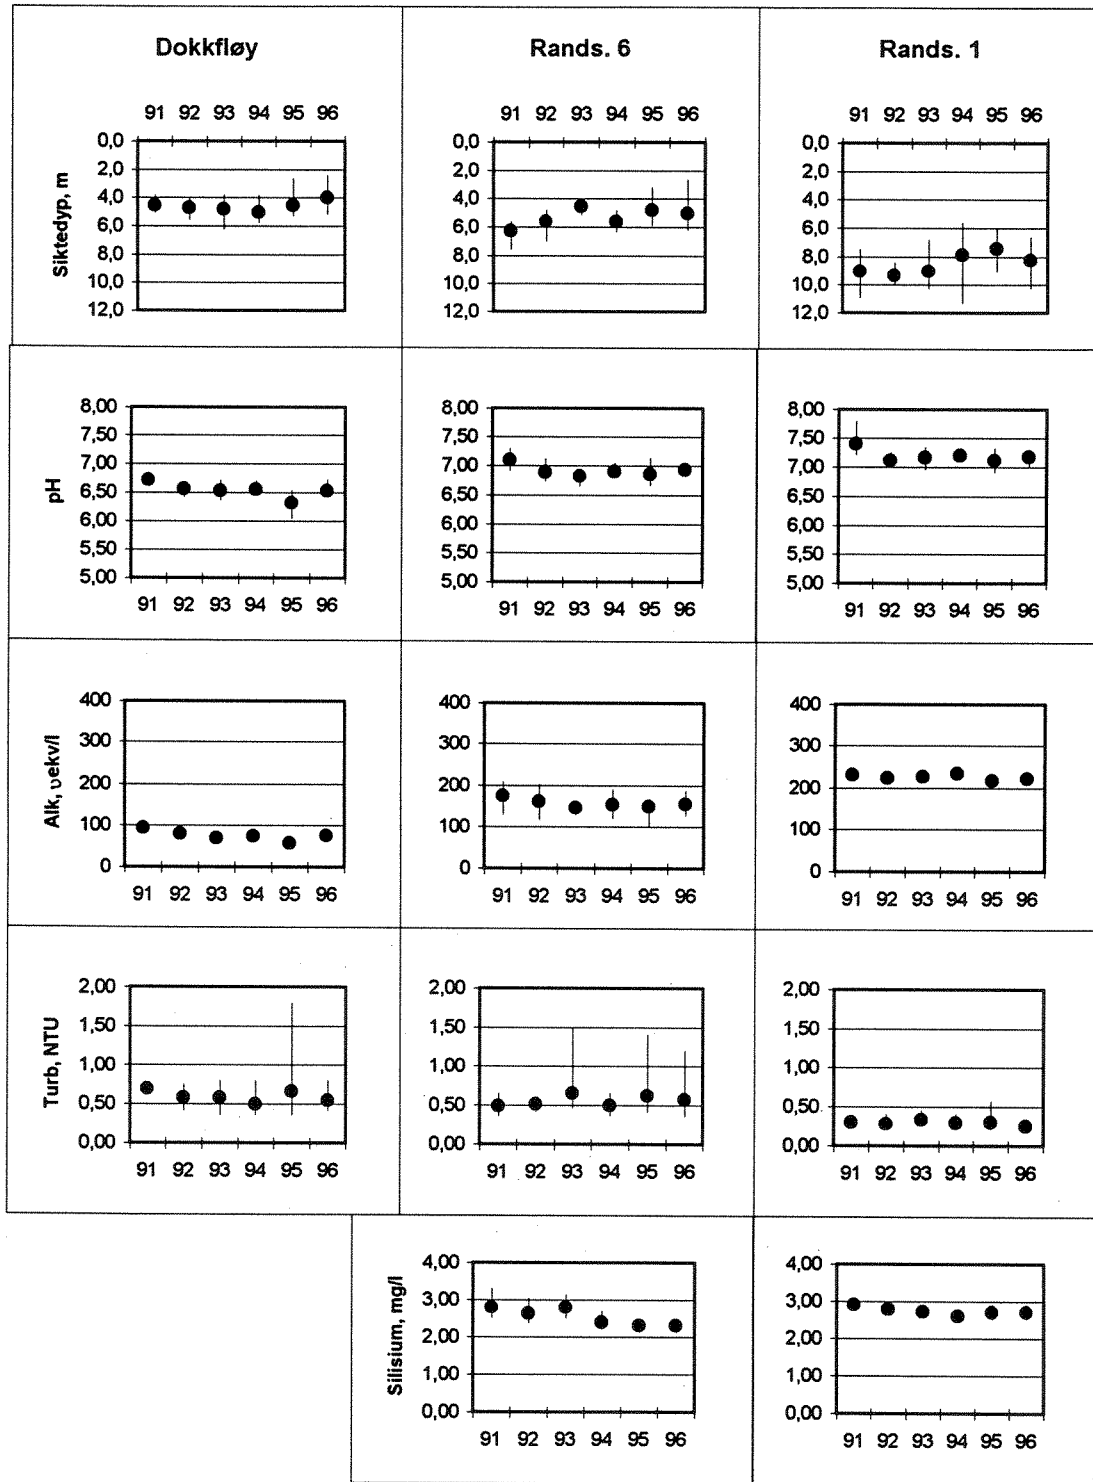 Dokkfløy Rands. 6 Rands. 1
91 92 93 94 95 96 91 92 93 94 95 96 91 92 93 94 95 96
Siktedyp, m
0,0 0,0 0,0
2,0 2,0 2,0
4,0 4,0 4,0
6,0 6,0 6,0
8,0 8,0 8,0
10,0 10,0 10,0
12,0 12,0 12,0
pH
8,00 8,00 8,00
7,50 7,50 7,50
7,00 7,00 7,00
6,50 6,50 6,50
6,00 6,00 6,00
5,50 5,50 5,50
5,00 5,00 5,00
91 92 93 94 95 96 91 92 93 94 95 96 91 92 93 94 95 96
Alk, υekv/l
400 400 400
300 300 300
200 200 200
100 100 100
0 0 0
91 92 93 94 95 96 91 92 93 94 95 96 91 92 93 94 95 96
Turb, NTU
2,00 2,00 2,00
1,50 1,50 1,50
1,00 1,00 1,00
0,50 0,50 0,50
0,00 0,00 0,00
91 92 93 94 95 96 91 92 93 94 95 96 91 92 93 94 95 96
Silisium, mg/l
4,00 4,00
3,00 3,00
2,00 2,00
1,00 1,00
0,00 0,00
91 92 93 94 95 96 91 92 93 94 95 96